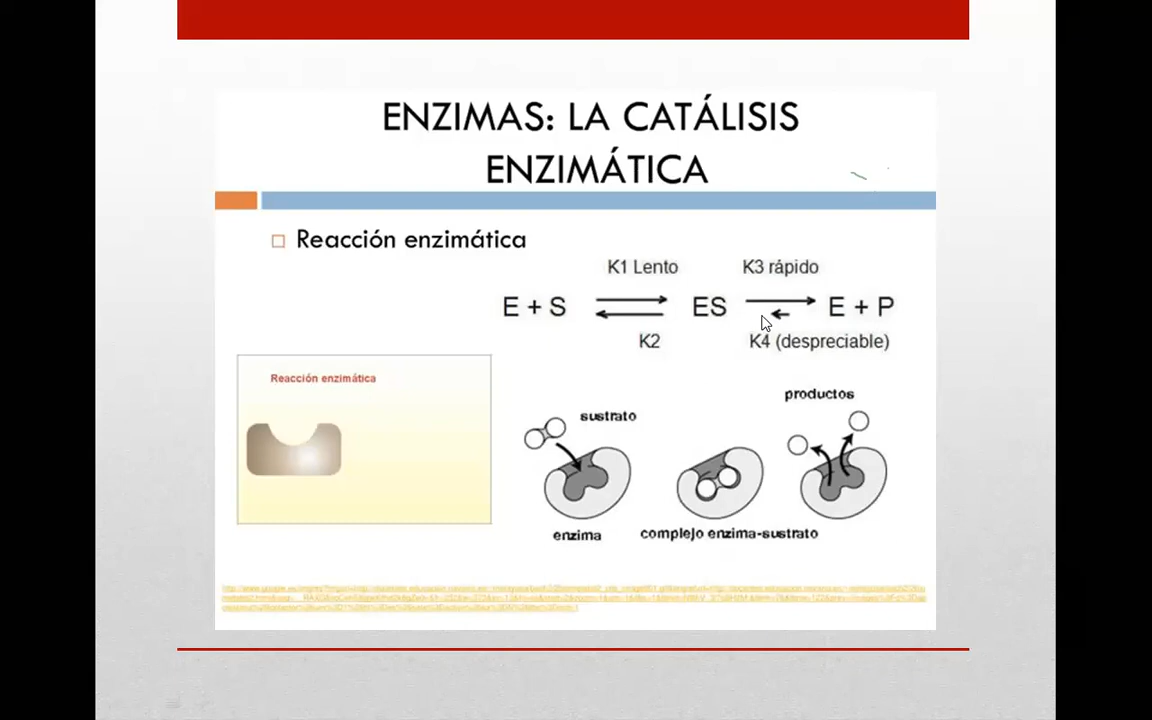 ENZIMAS: LA CATÁLISIS
ENZIMÁTICA
Reacción enzimática
K1 Lento K3 rápido
E + S ES E + P
K2 K4 (despreciable)
Reacción enzimática
productos
sustrato
enzima
complejo enzima-sustrato